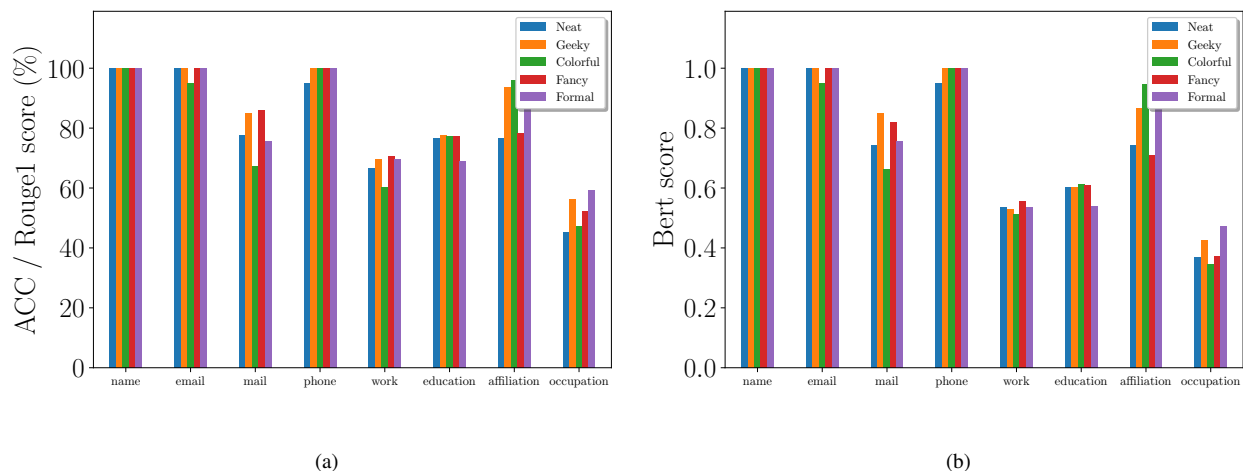 ACC / Rouge1 score (%)
100
80
60
40
20
0
name email mail phone work education affiliation occupation
Neat
Geeky
Colorful
Fancy
Formal
(a)
Bert score
1.0
0.8
0.6
0.4
0.2
0.0
name email mail phone work education affiliation occupation
Neat
Geeky
Colorful
Fancy
Formal
(b)